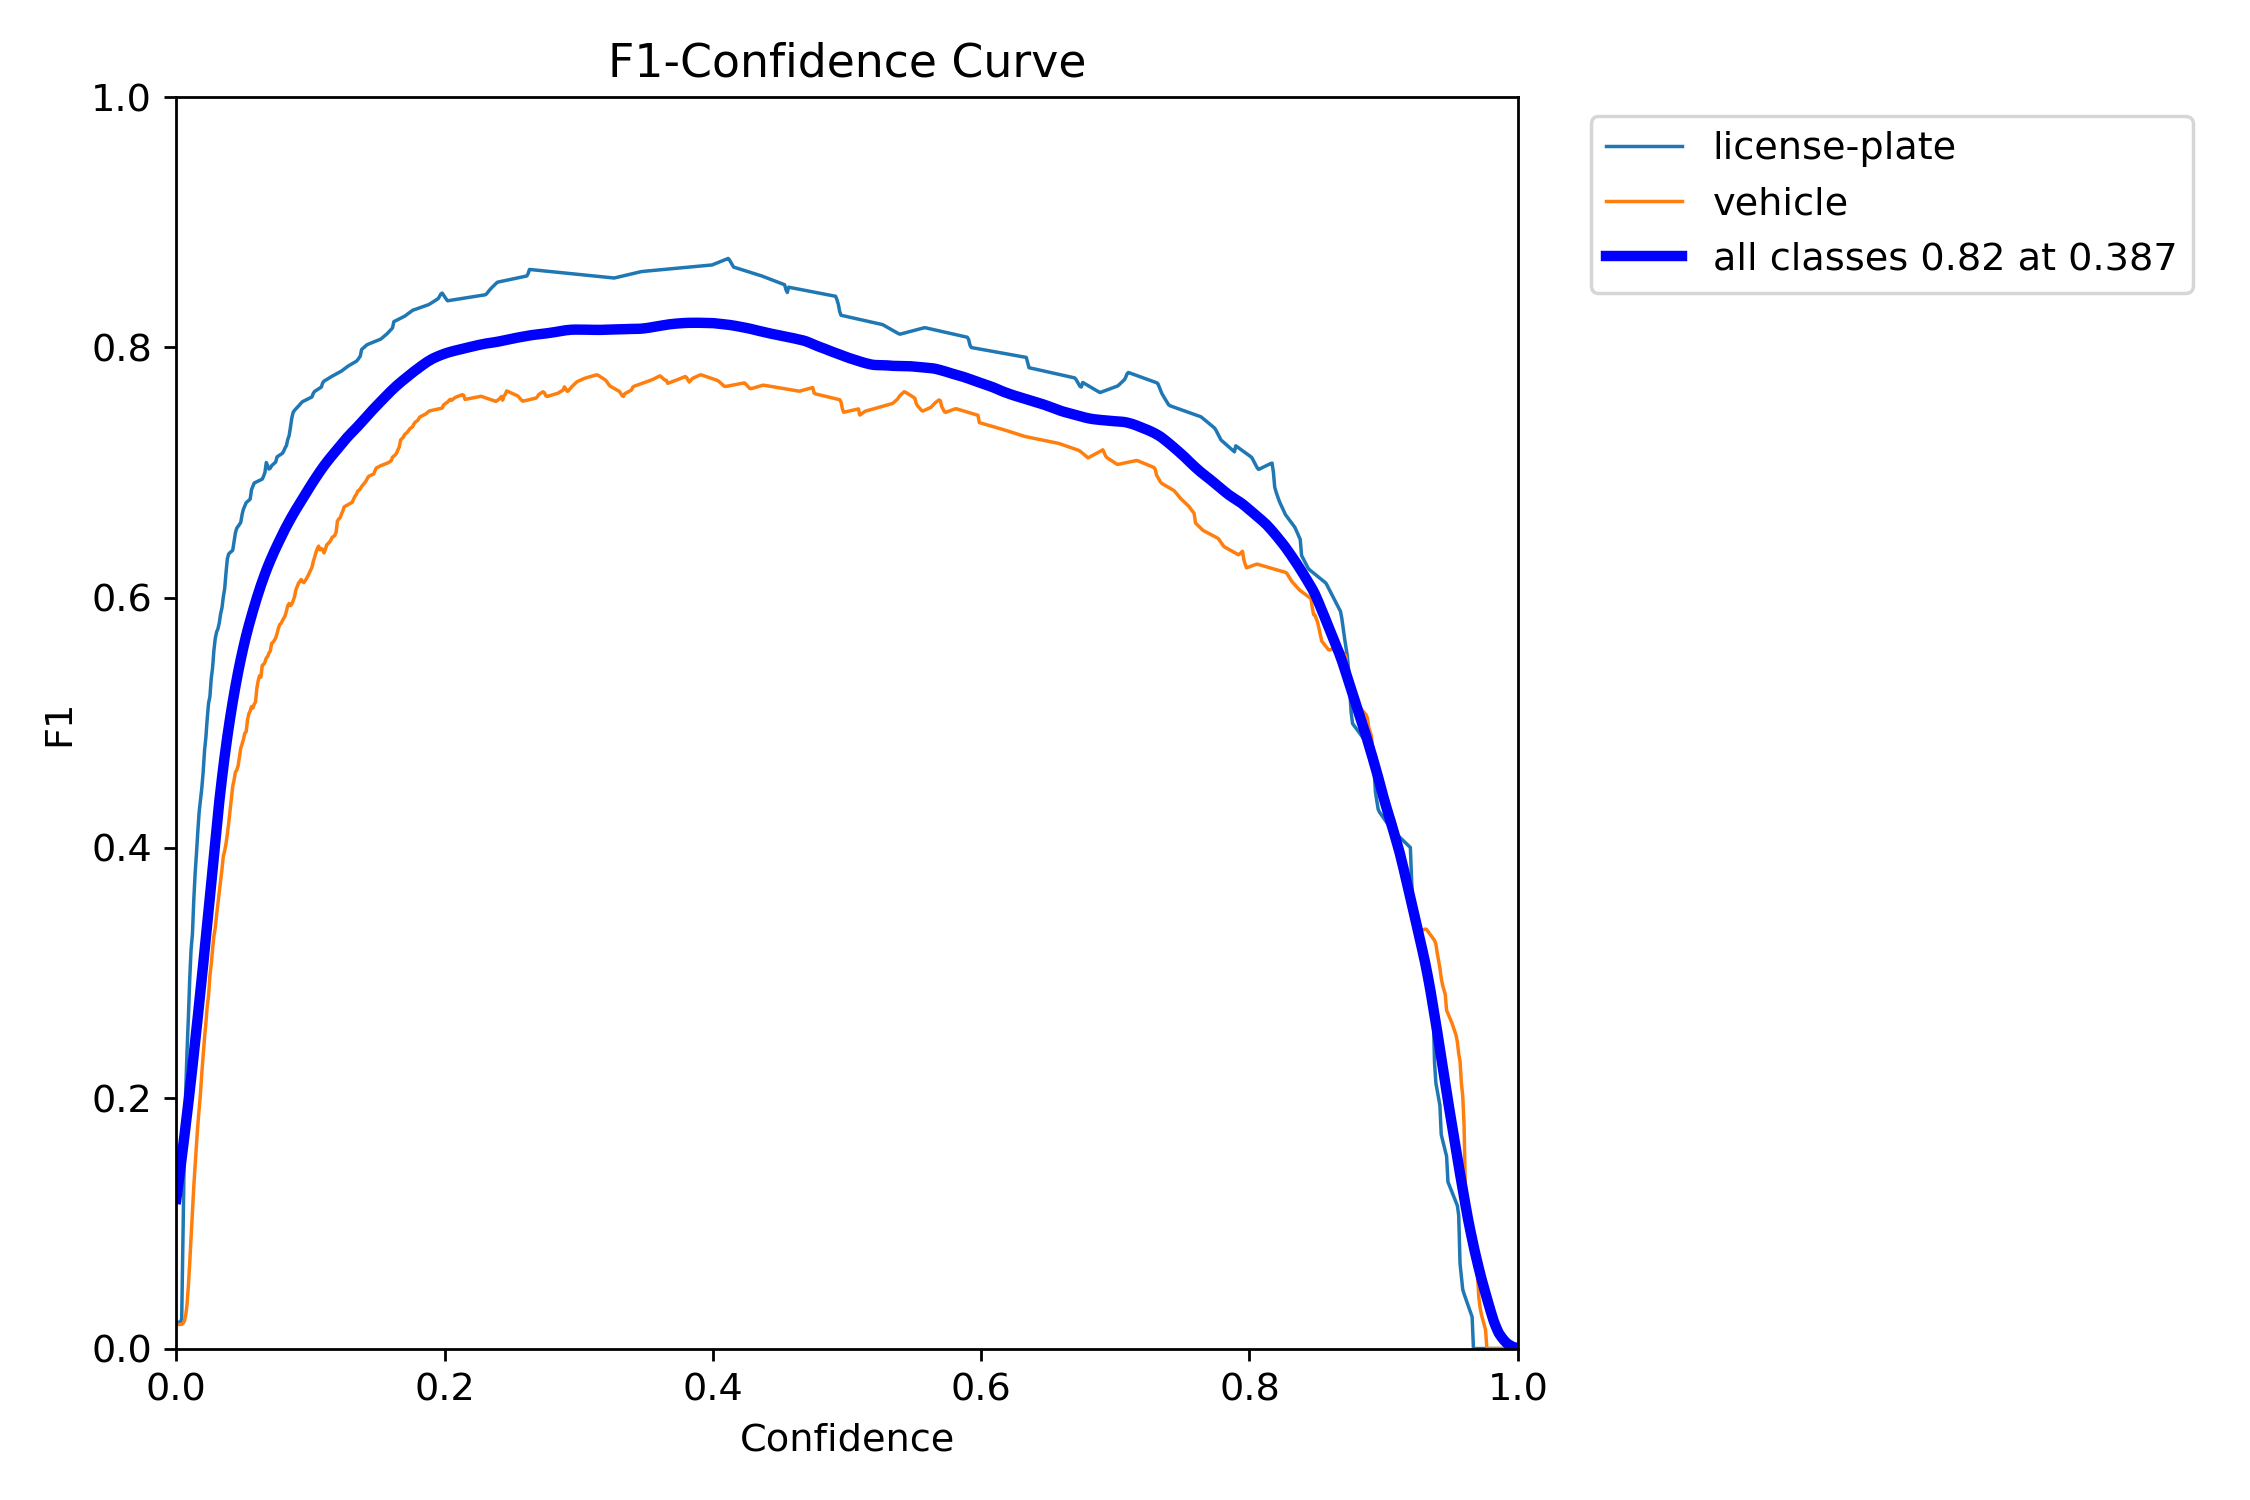 F1-Confidence Curve
1.0
0.8
0.6
0.4
0.2
0.0
F1
0.0 0.2 0.4 0.6 0.8 1.0
Confidence
license-plate
vehicle
all classes 0.82 at 0.387